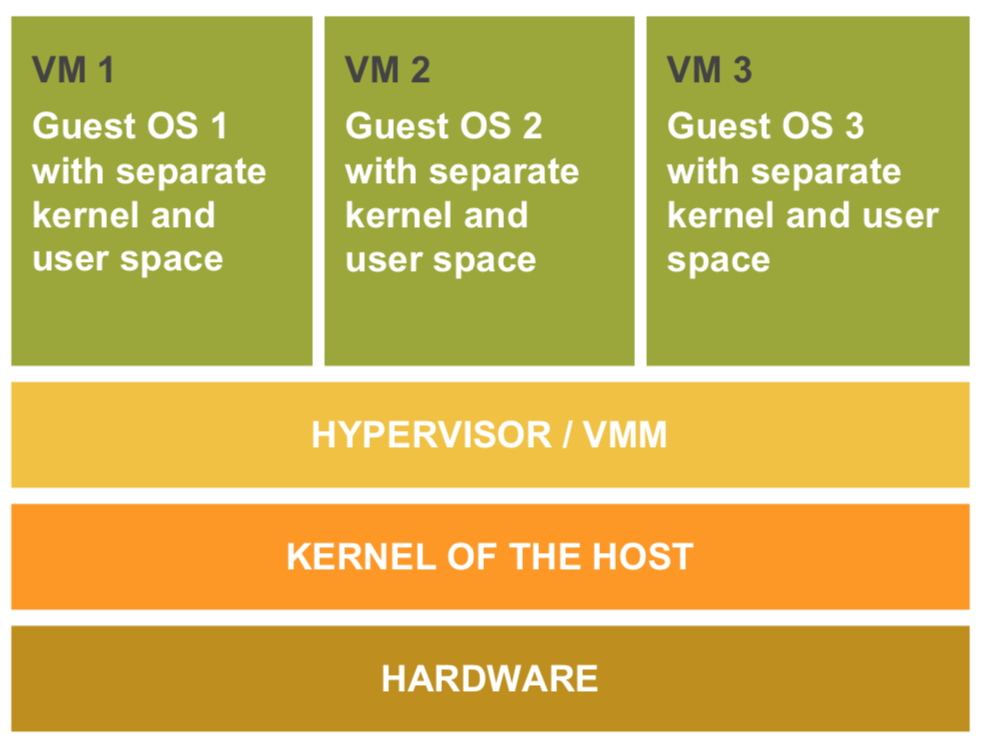 VM 1
Guest OS 1
with separate
kernel and
user space
VM 2
Guest OS 2
with separate
kernel and
user space
VM 3
Guest OS 3
with separate
kernel and user
space
HYPERVISOR / VMM
KERNEL OF THE HOST
HARDWARE